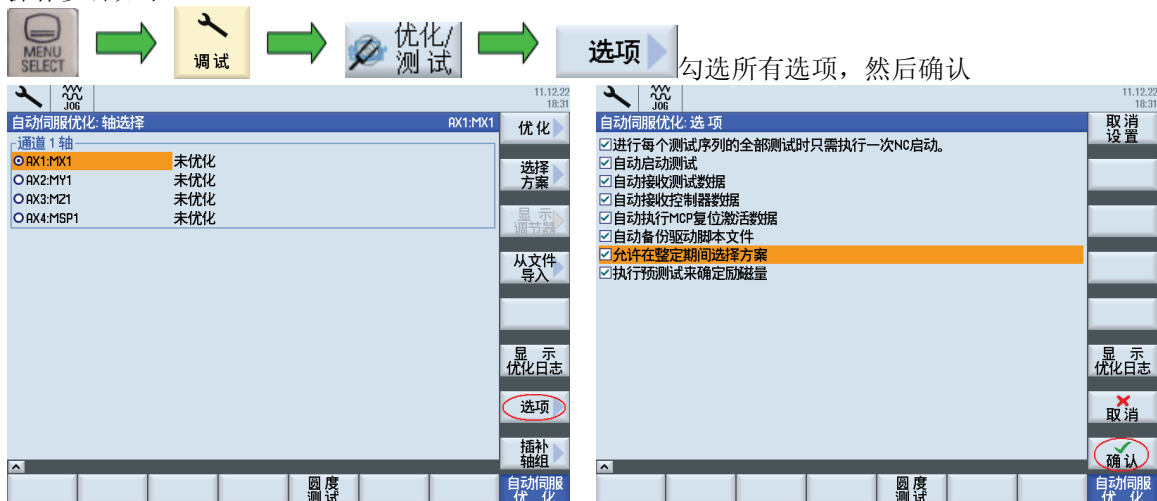 MENU
SELECT
调试
优化/
测 试
选项
勾选所有选项，然后确认
JOG
11.12.22
18:31
自动伺服优化: 轴选择
AX1:MX1
通道 1 轴
AX1:MX1 未优化
AX2:MY1 未优化
AX3:MZ1 未优化
AX4:MSP1 未优化
优 化
选择
方案
显 示
调节器
从文件
导入
显 示
优化日志
选项
插补
轴组
圆 度
测 试
自动伺服
优 化
JOG
11.12.22
18:31
自动伺服优化: 选 项
进行每个测试序列的全部测试时只需执行一次NC启动。
自动启动测试
自动接收测试数据
自动接收控制器数据
自动执行MCP复位激活数据
自动备份驱动脚本文件
允许在整定期间选择方案
执行预测试来确定励磁量
取 消
设 置
显 示
优化日志
取 消
确 认
圆 度
测 试
自动伺服
优 化